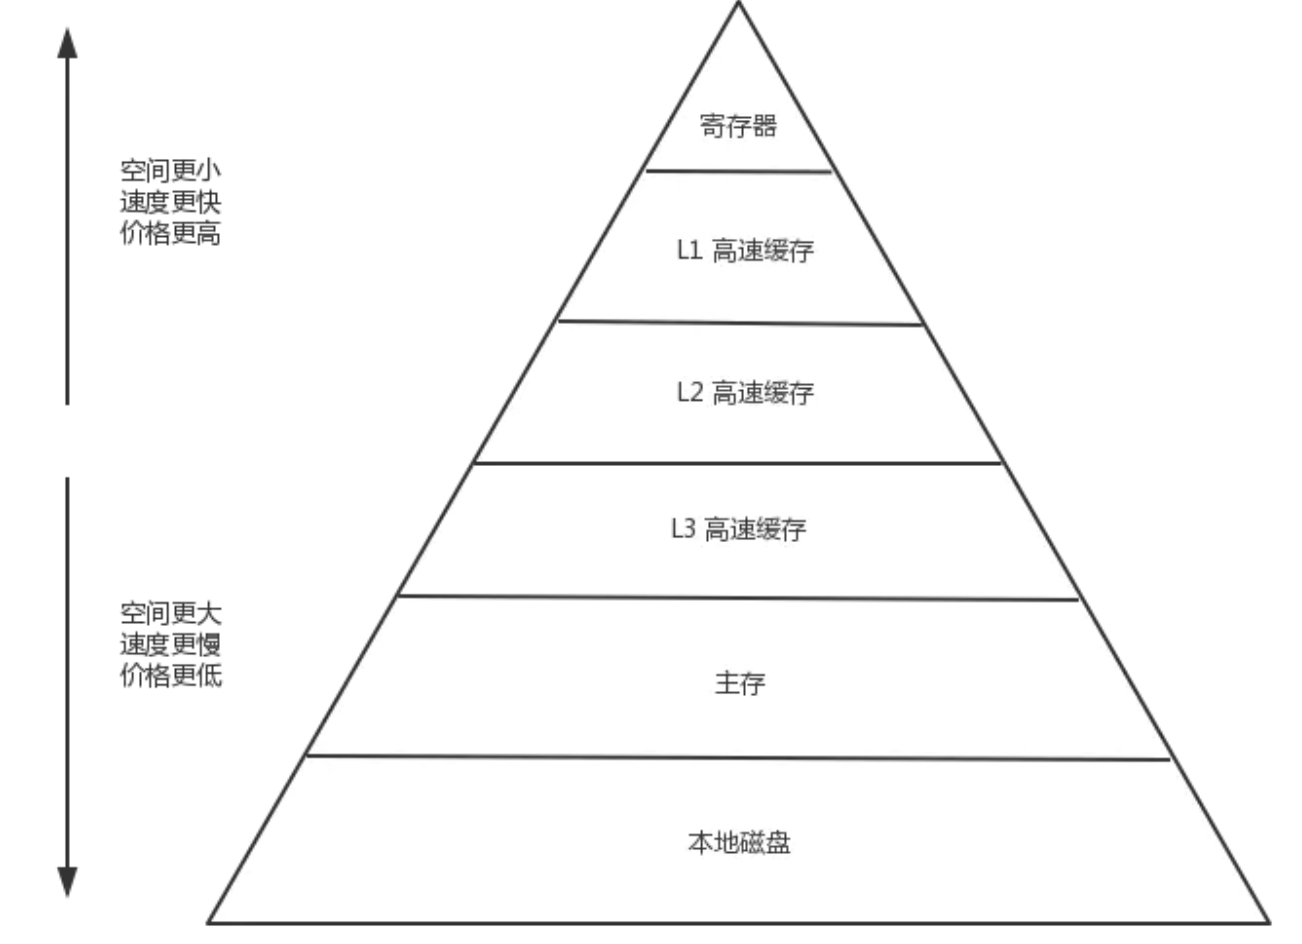 寄存器
空间更小
速度更快
价格更高
L1 高速缓存
L2 高速缓存
L3 高速缓存
空间更大
速度更慢
价格更低
主存
本地磁盘